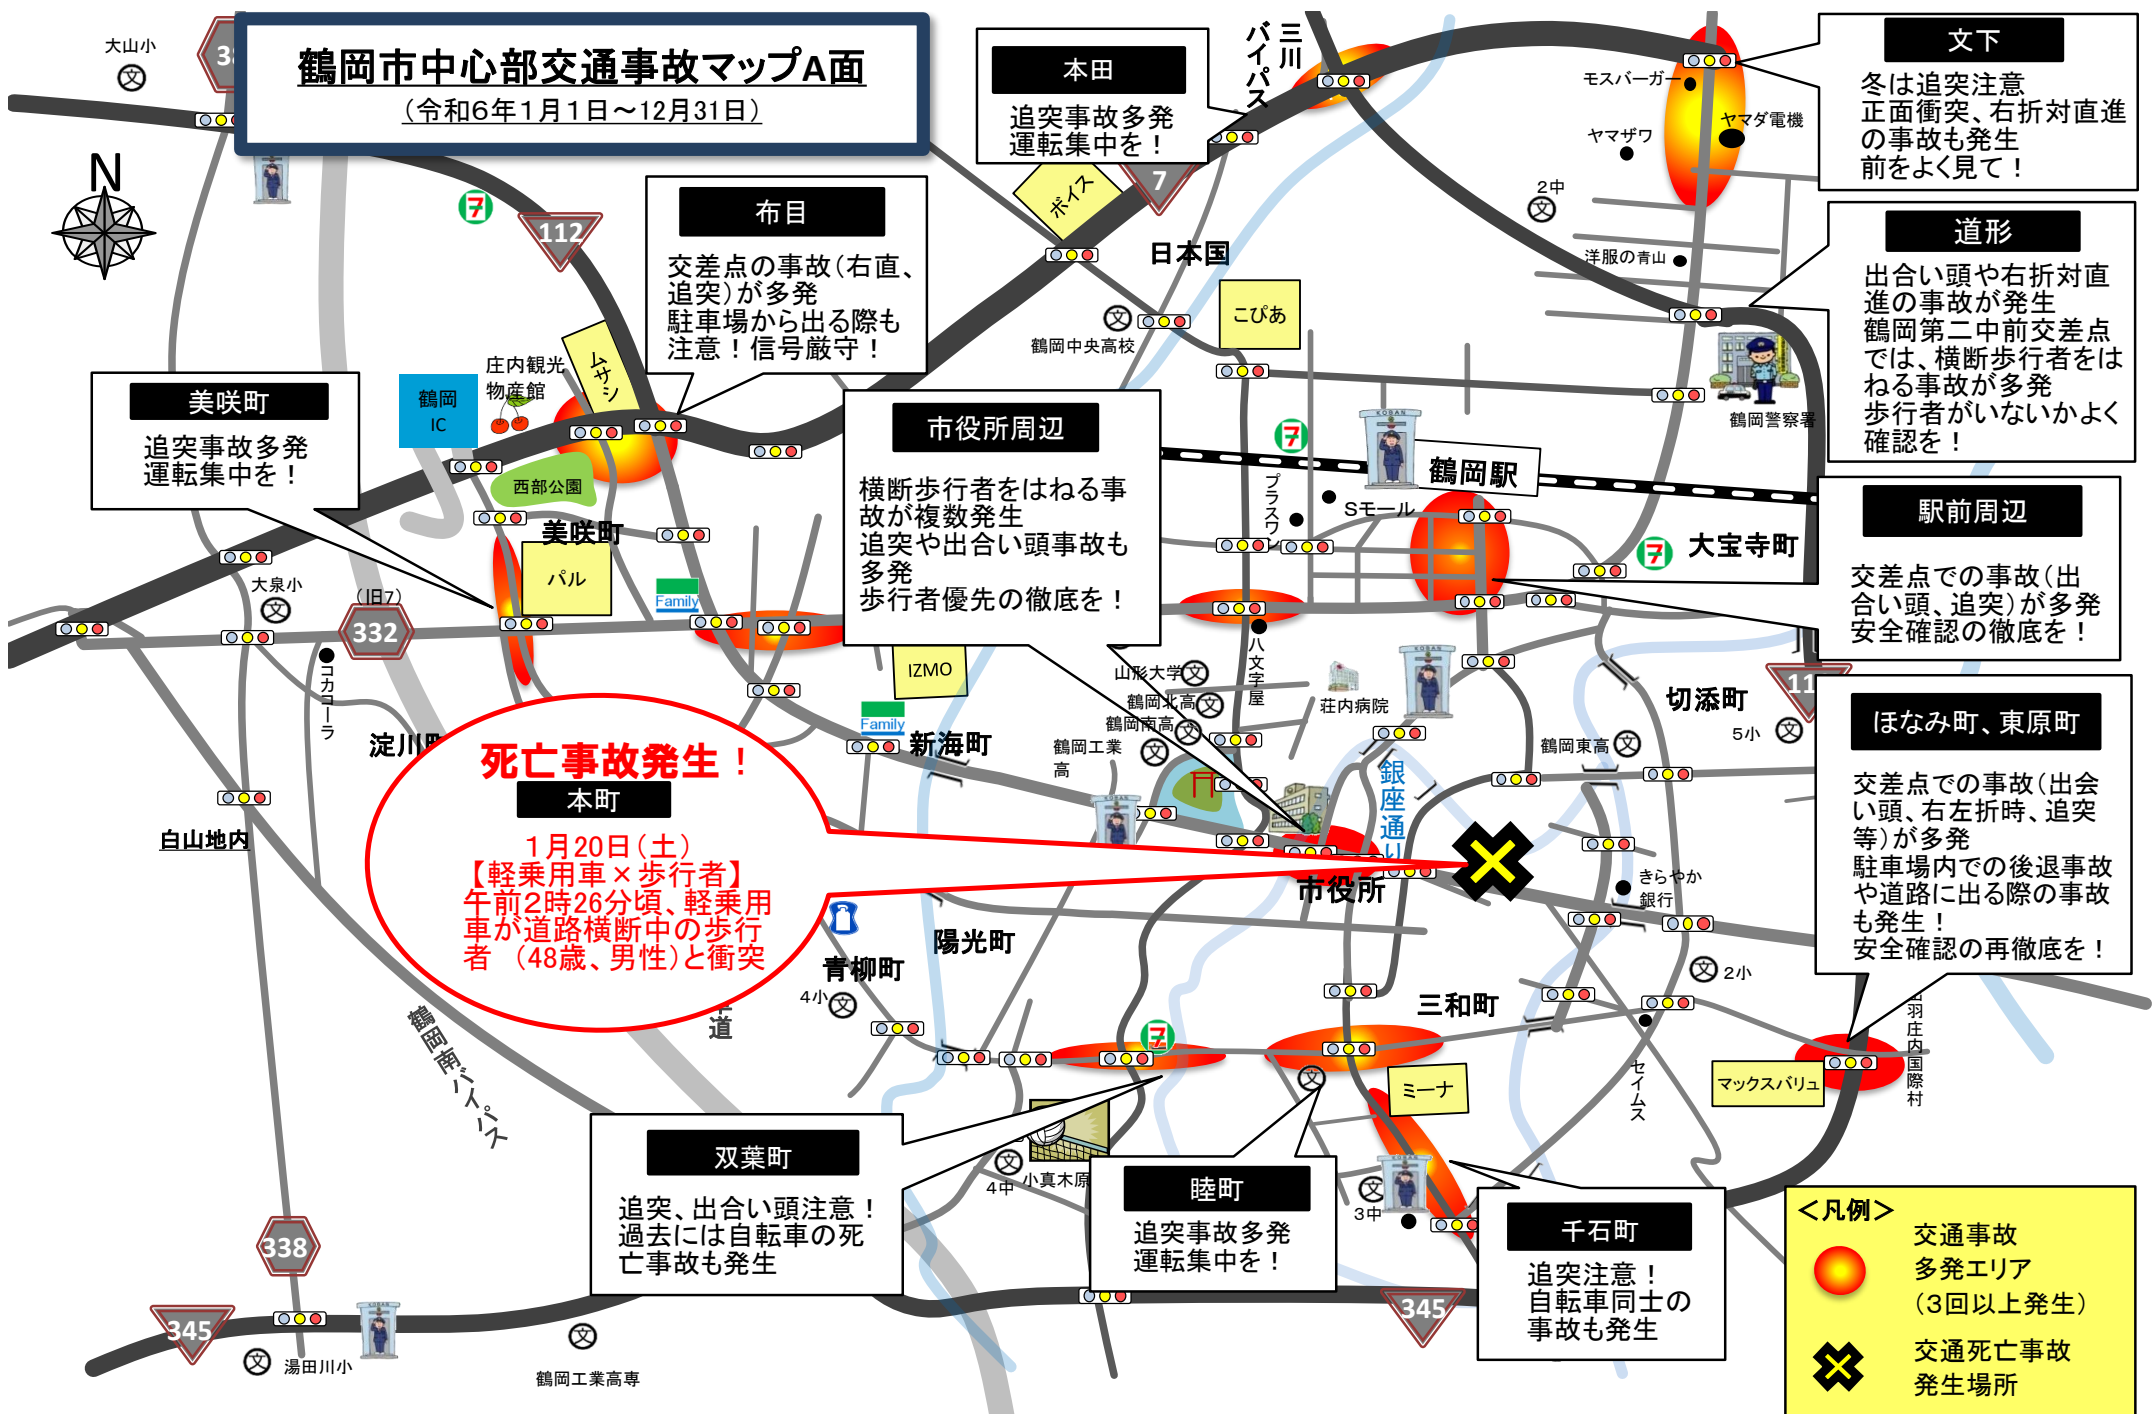 鶴岡市中心部交通事故マップA面
（令和６年１月１日～12月31日）
大山小
文
N
112
7
三川
バイパス
本田
追突事故多発
運転集中を！
文下
冬は追突注意
正面衝突、右折対直進
の事故も発生
前をよく見て！
モスバーガー
ヤマダ電機
ヤマザワ
２中
文
洋服の青山
道形
出合い頭や右折対直
進の事故が発生
鶴岡第二中前交差点
では、横断歩行者をは
ねる事故が多発
歩行者がいないかよく
確認を！
布目
交差点の事故（右直、
追突）が多発
駐車場から出る際も
注意！信号厳守！
ボイス
日本国
こぴあ
文
鶴岡中央高校
ムサシ
庄内観光
物産館
鶴岡
IC
西部公園
美咲町
追突事故多発
運転集中を！
美咲町
パル
市役所周辺
横断歩行者をはねる事
故が複数発生
追突や出合い頭事故も
多発
歩行者優先の徹底を！
7
7
KOBAN
鶴岡駅
鶴岡警察署
プラスワン
Sモール
駅前周辺
交差点での事故（出
合い頭、追突）が多発
安全確認の徹底を！
大宝寺町
7
大泉小
文
（旧7）
332
コカコーラ
Family
IZMO
Family
淀川町
新海町
山形大学
文
鶴岡北高
文
鶴岡南高
文
鶴岡工業
高
文
八文字屋
荘内病院
KOBAN
切添町
5小
文
鶴岡東高
文
ほなみ町、東原町
交差点での事故（出会
い頭、右左折時、追突
等）が多発
駐車場内での後退事故
や道路に出る際の事故
も発生！
安全確認の再徹底を！
死亡事故発生！
本町
１月20日（土）
【軽乗用車×歩行者】
午前２時26分頃、軽乗用
車が道路横断中の歩行
者　（48歳、男性）と衝突
白山地内
KOBAN
銀座通り
市役所
きらやか
銀行
陽光町
青柳町
4小
文
文
2小
三和町
鶴岡南バイパス
道
7
文
ミーナ
セイムス
マックスバリュ
羽庄内国際村
双葉町
追突、出合い頭注意！
過去には自転車の死
亡事故も発生
文
4中
小真木原
睦町
追突事故多発
運転集中を！
KOBAN
文
3中
千石町
追突注意！
自転車同士の
事故も発生
338
345
345
KOBAN
文
湯田川小
文
鶴岡工業高専
＜凡例＞
交通事故
多発エリア
（３回以上発生）
交通死亡事故
発生場所